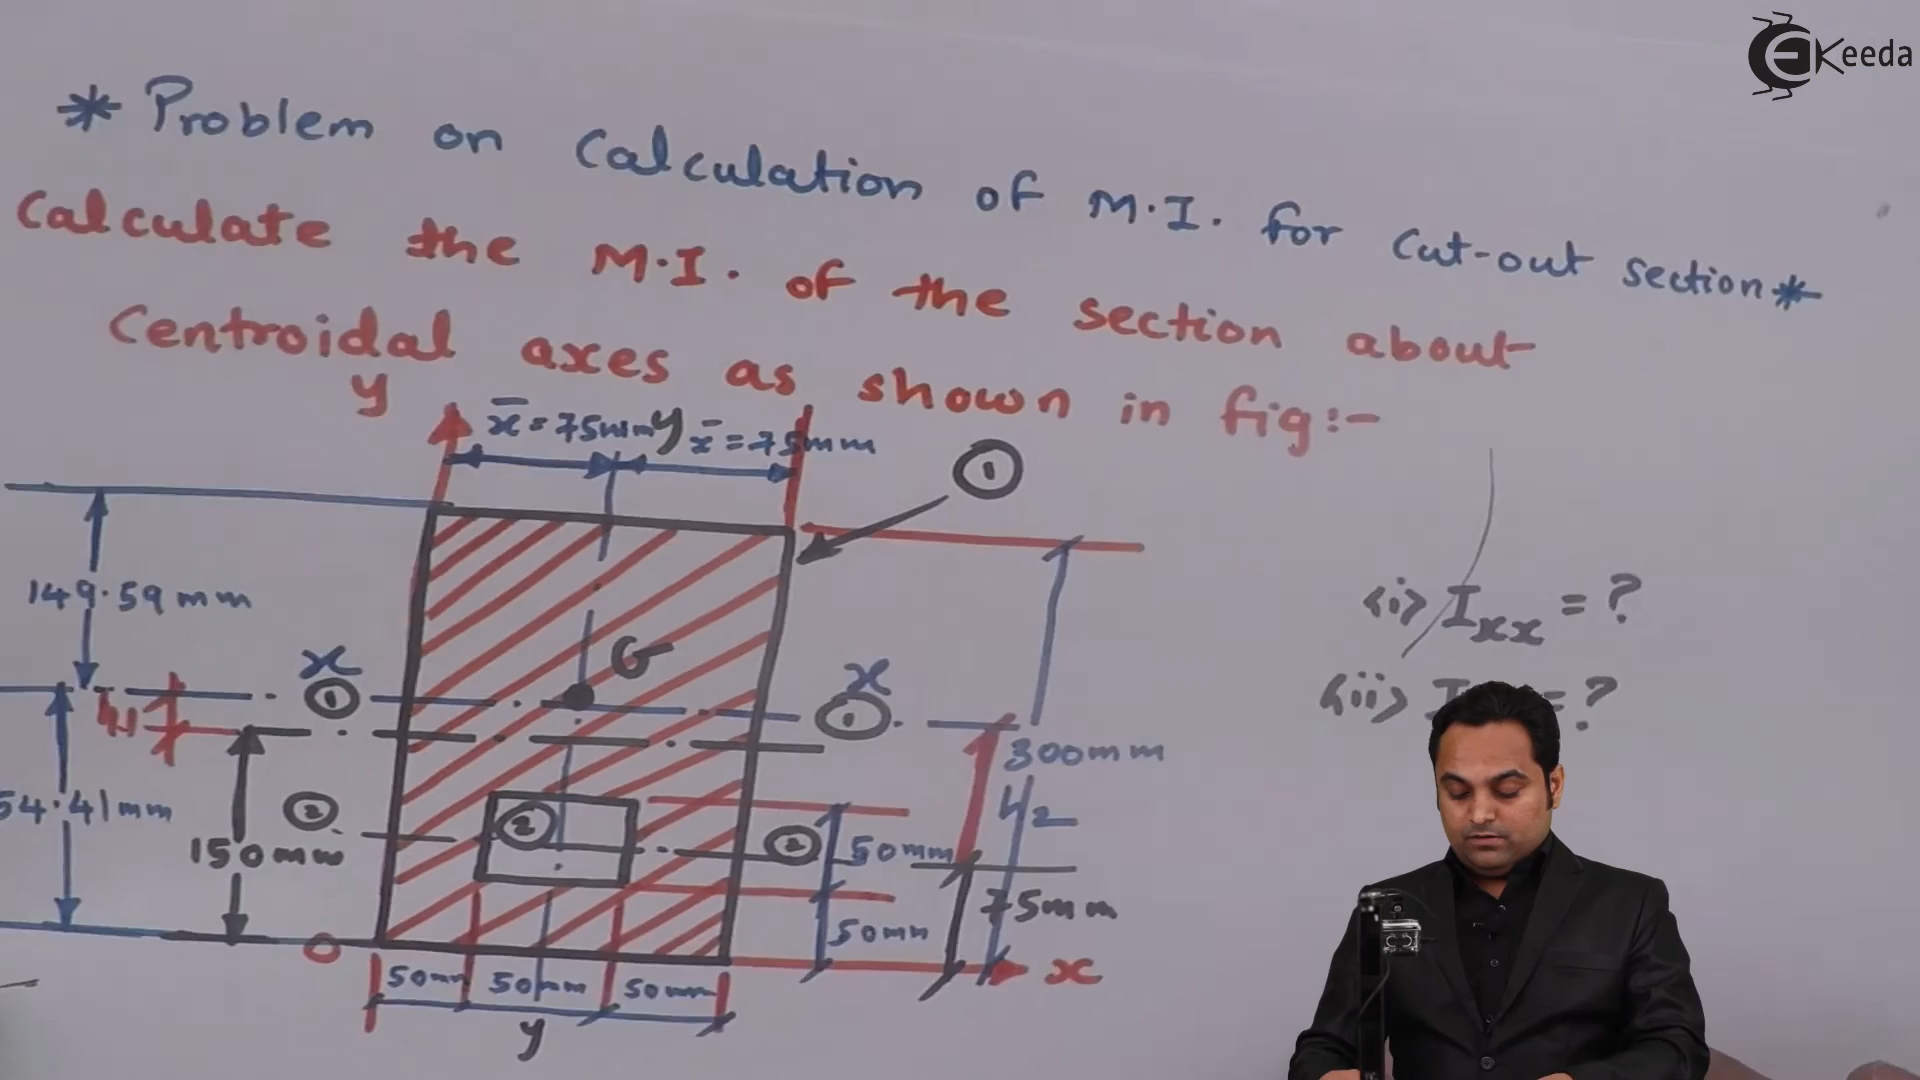 EKeeda
* Problem on Calculation of M.I. for Cut-out section *
Calculate the M.I. of the section about
Centroidal axes as shown in fig:-
y
x̄ = 75mm y x̄ = 75mm
1
149.59 mm
G
x
1
x
1
h1
<i> Ixx = ?
<ii> I = ?
300mm
h2
54.41mm
150mm
2
2
2
50mm
75mm
50mm
O
x
50mm 50mm 50mm
y